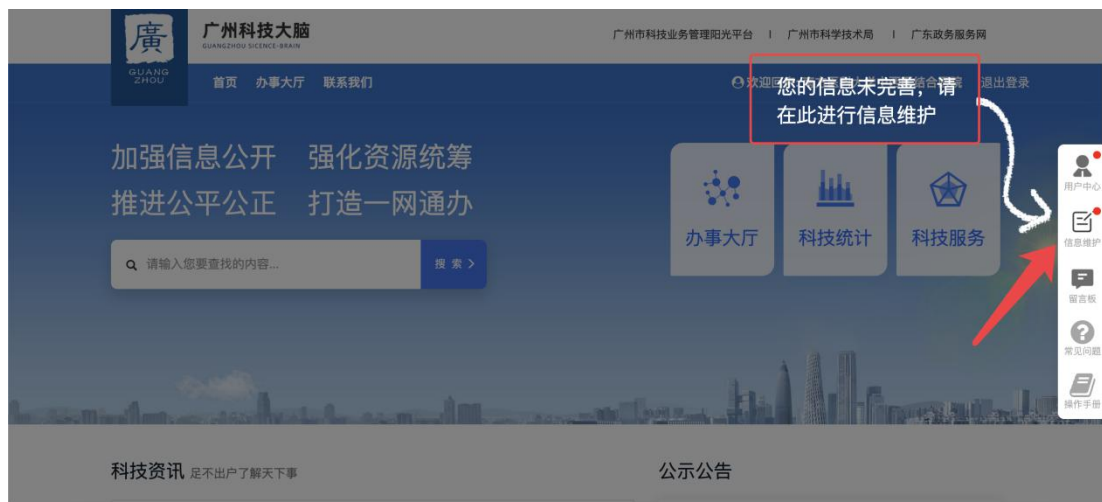 廣
GUANG
ZHOU
广州科技大脑
GUANGZHOU SICENCE-BRAIN
广州市科技业务管理阳光平台 | 广州市科学技术局 | 广东政务服务网
首页 办事大厅 联系我们
欢迎 结合 退出登录
您的信息未完善，请
在此进行信息维护
加强信息公开 强化资源统筹
推进公平公正 打造一网通办
请输入您要查找的内容...
搜索
办事大厅
科技统计
科技服务
用户中心
信息维护
留言板
常见问题
操作手册
科技资讯 足不出户了解天下事
公示公告